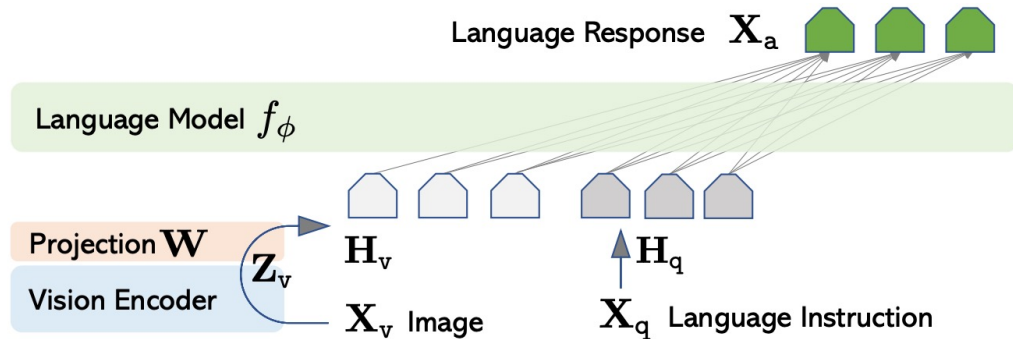 Language Response X_a
Language Model f_ϕ
Projection W
Z_v
Vision Encoder
H_v
H_q
X_v Image
X_q Language Instruction